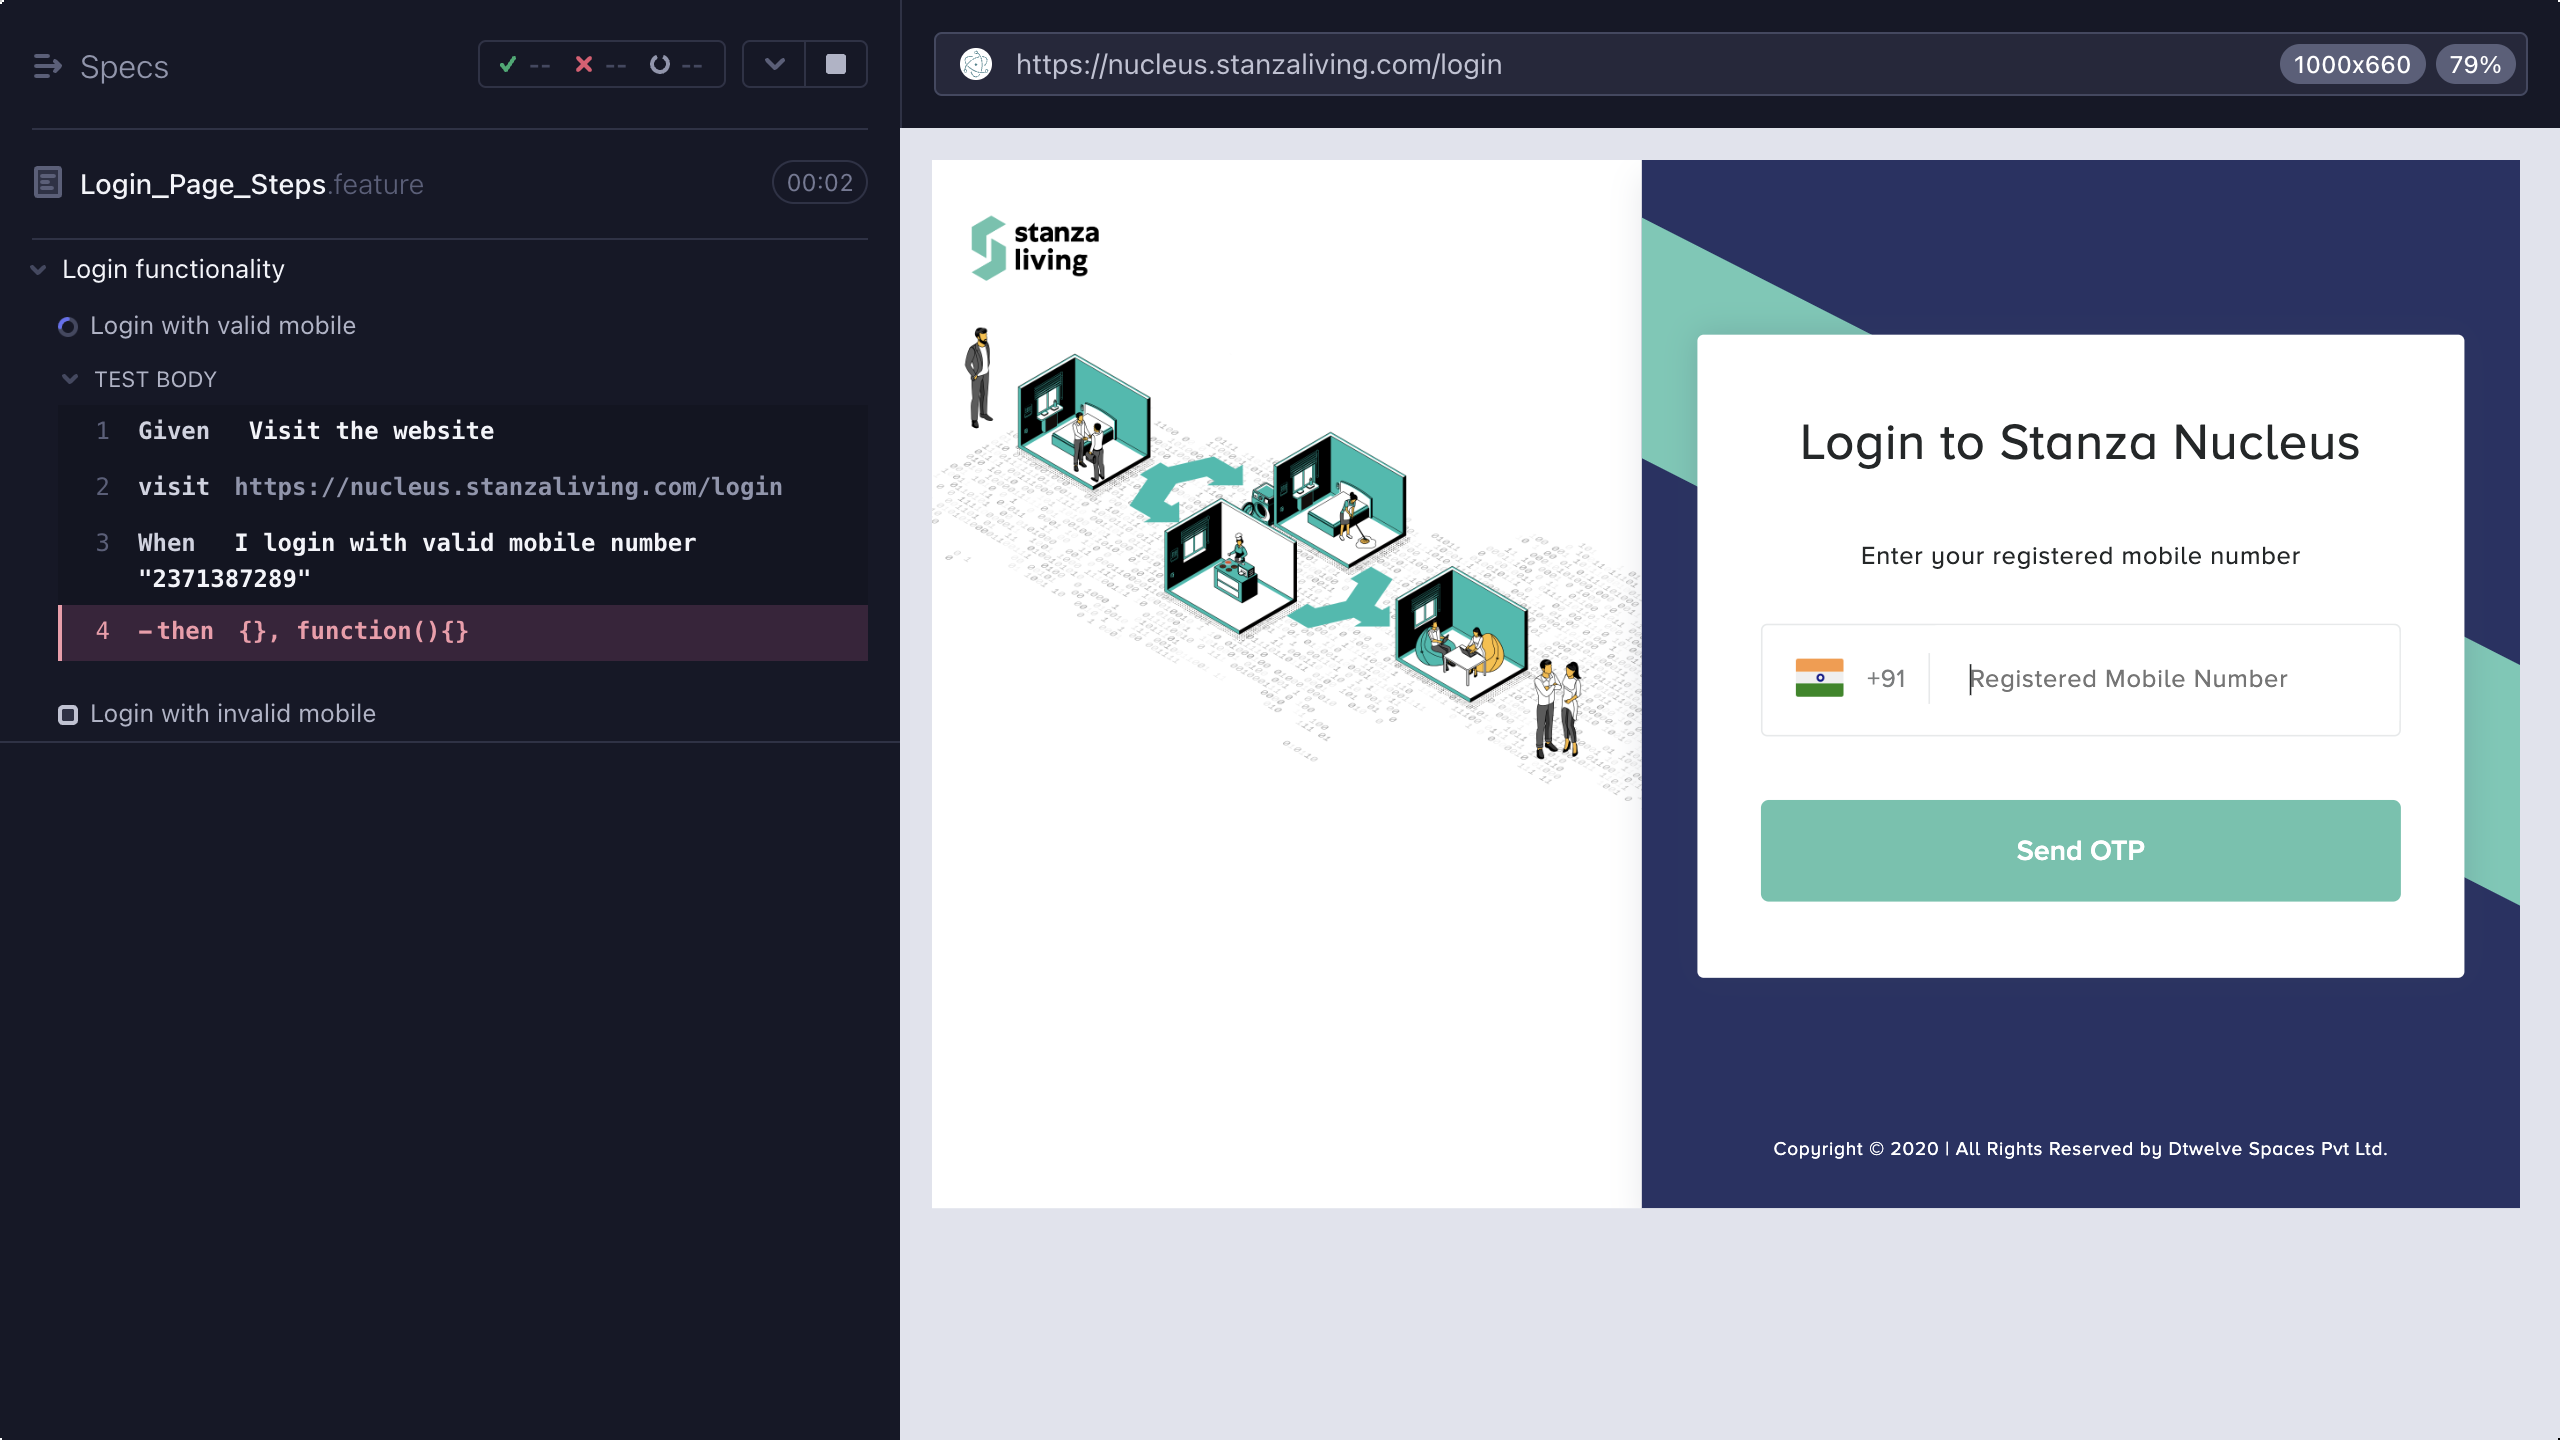 Specs
-- -- --
Login_Page_Steps.feature
00:02
Login functionality
Login with valid mobile
TEST BODY
1 Given Visit the website
2 visit https://nucleus.stanzaliving.com/login
3 When I login with valid mobile number
"2371387289"
4 -then {}, function(){}
Login with invalid mobile
https://nucleus.stanzaliving.com/login
1000x660
79%
stanza
living
Login to Stanza Nucleus
Enter your registered mobile number
+91
Registered Mobile Number
Send OTP
Copyright © 2020 | All Rights Reserved by Dtwelve Spaces Pvt Ltd.